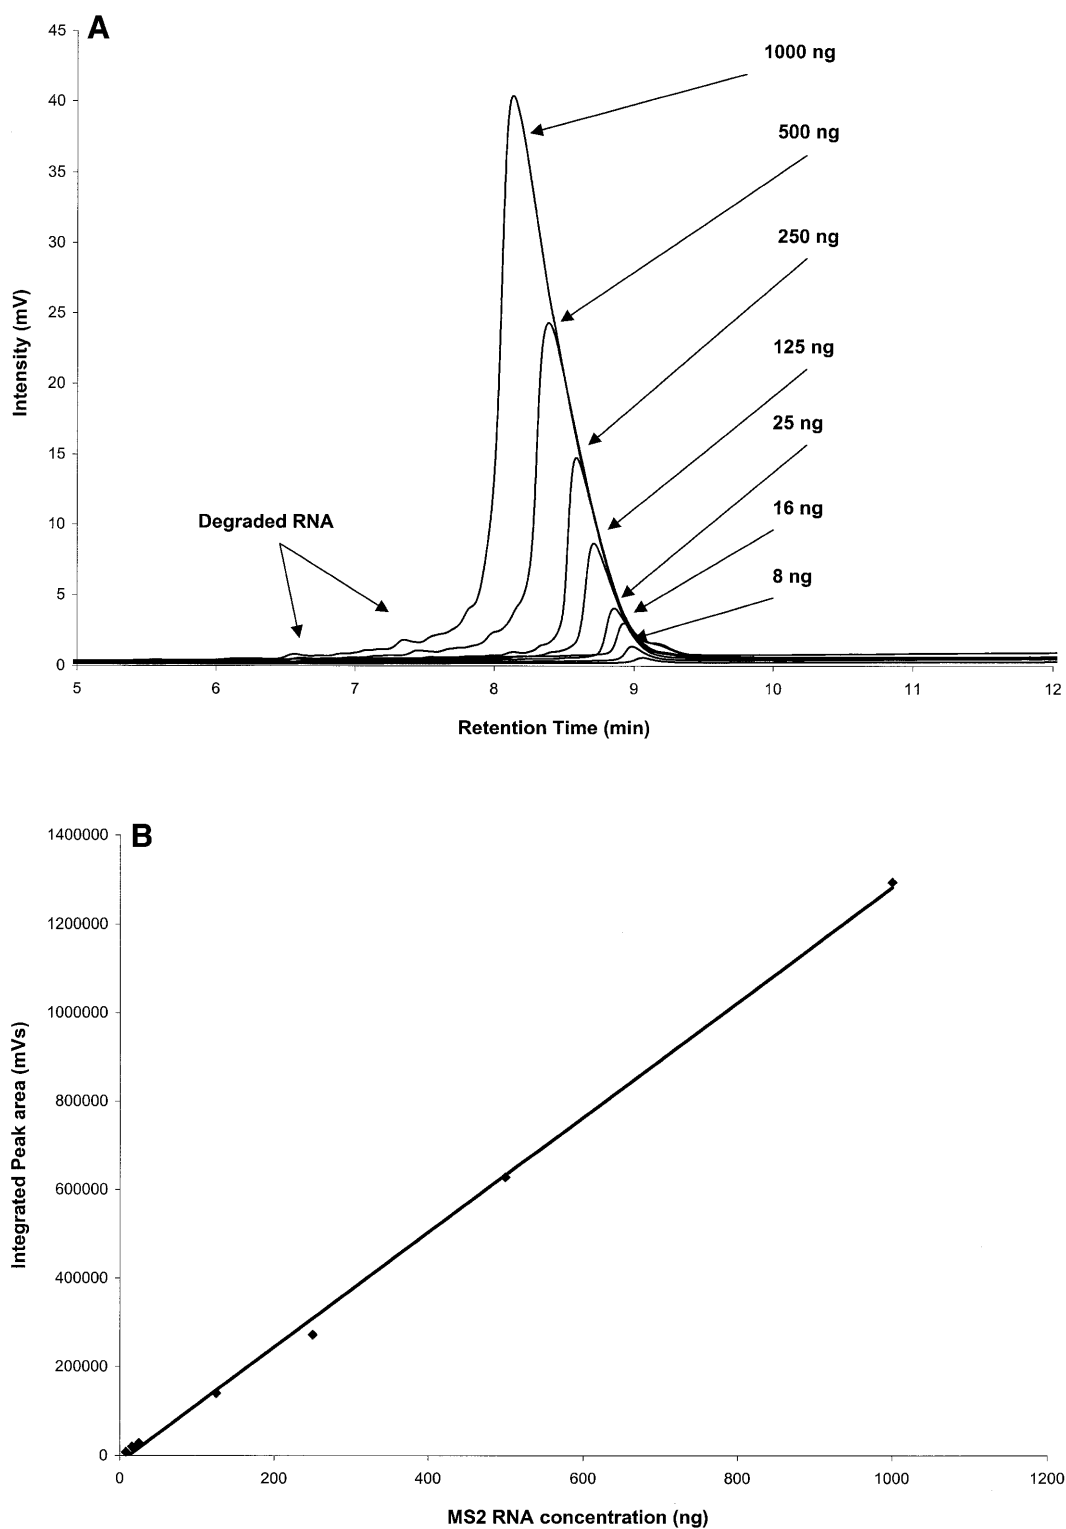 A
45
40
35
30
25
20
15
10
5
0
Intensity (mV)
1000 ng
500 ng
250 ng
125 ng
25 ng
16 ng
8 ng
Degraded RNA
5 6 7 8 9 10 11 12
Retention Time (min)
B
1400000
1200000
1000000
800000
600000
400000
200000
0
Integrated Peak area (mVs)
0 200 400 600 800 1000 1200
MS2 RNA concentration (ng)